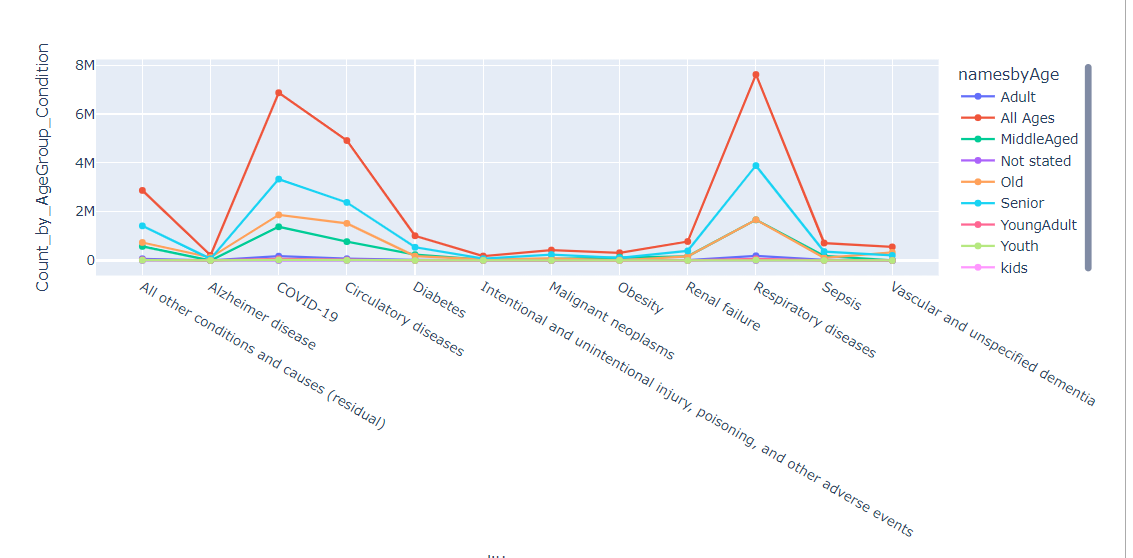 Count_by_AgeGroup_Condition
8M
6M
4M
2M
0
All other conditions and causes (residual)
Alzheimer disease
COVID-19
Circulatory diseases
Diabetes
Intentional and unintentional injury, poisoning, and other adverse events
Malignant neoplasms
Obesity
Renal failure
Respiratory diseases
Sepsis
Vascular and unspecified dementia
namesbyAge
Adult
All Ages
MiddleAged
Not stated
Old
Senior
YoungAdult
Youth
kids